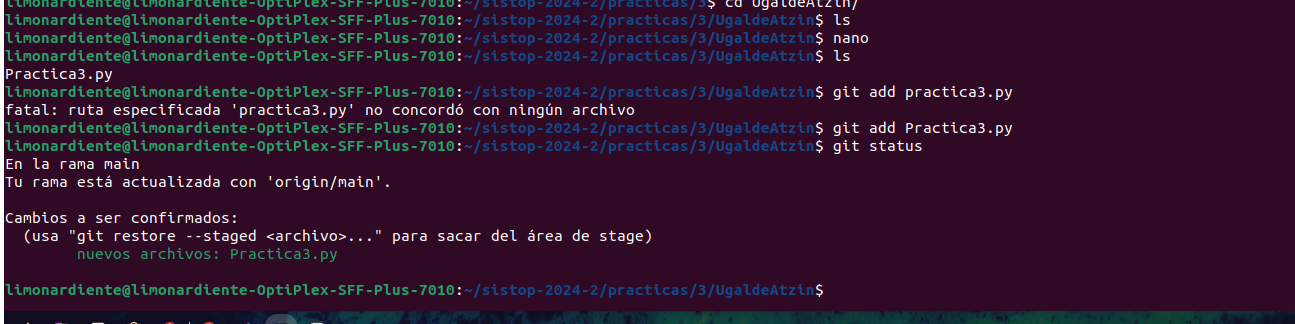 limonardiente@limonardiente-OptiPlex-SFF-Plus-7010:~/sistop-2024-2/practicas/3$ cd UgaldeAtzin/
limonardiente@limonardiente-OptiPlex-SFF-Plus-7010:~/sistop-2024-2/practicas/3/UgaldeAtzin$ ls
limonardiente@limonardiente-OptiPlex-SFF-Plus-7010:~/sistop-2024-2/practicas/3/UgaldeAtzin$ nano
limonardiente@limonardiente-OptiPlex-SFF-Plus-7010:~/sistop-2024-2/practicas/3/UgaldeAtzin$ ls
Practica3.py
limonardiente@limonardiente-OptiPlex-SFF-Plus-7010:~/sistop-2024-2/practicas/3/UgaldeAtzin$ git add practica3.py
fatal: ruta especificada 'practica3.py' no concordó con ningún archivo
limonardiente@limonardiente-OptiPlex-SFF-Plus-7010:~/sistop-2024-2/practicas/3/UgaldeAtzin$ git add Practica3.py
limonardiente@limonardiente-OptiPlex-SFF-Plus-7010:~/sistop-2024-2/practicas/3/UgaldeAtzin$ git status
En la rama main
Tu rama está actualizada con 'origin/main'.
Cambios a ser confirmados:
(usa "git restore --staged <archivo>..." para sacar del área de stage)
nuevos archivos: Practica3.py
limonardiente@limonardiente-OptiPlex-SFF-Plus-7010:~/sistop-2024-2/practicas/3/UgaldeAtzin$